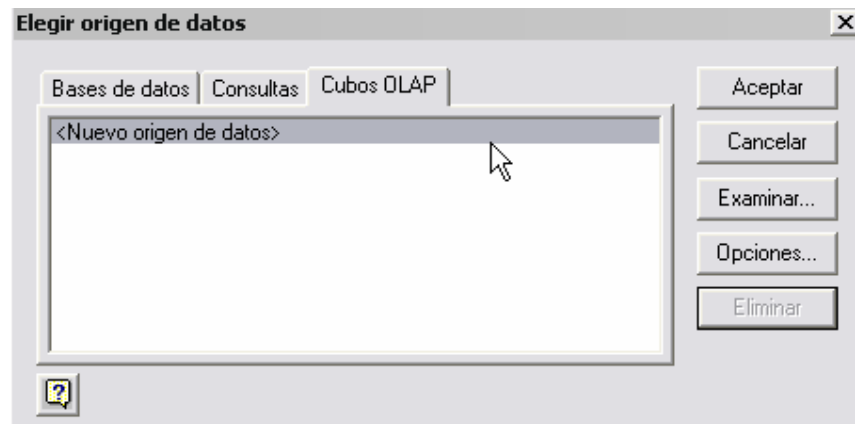 Elegir origen de datos
Bases de datos Consultas Cubos OLAP
<Nuevo origen de datos>
Aceptar
Cancelar
Examinar...
Opciones...
Eliminar
?